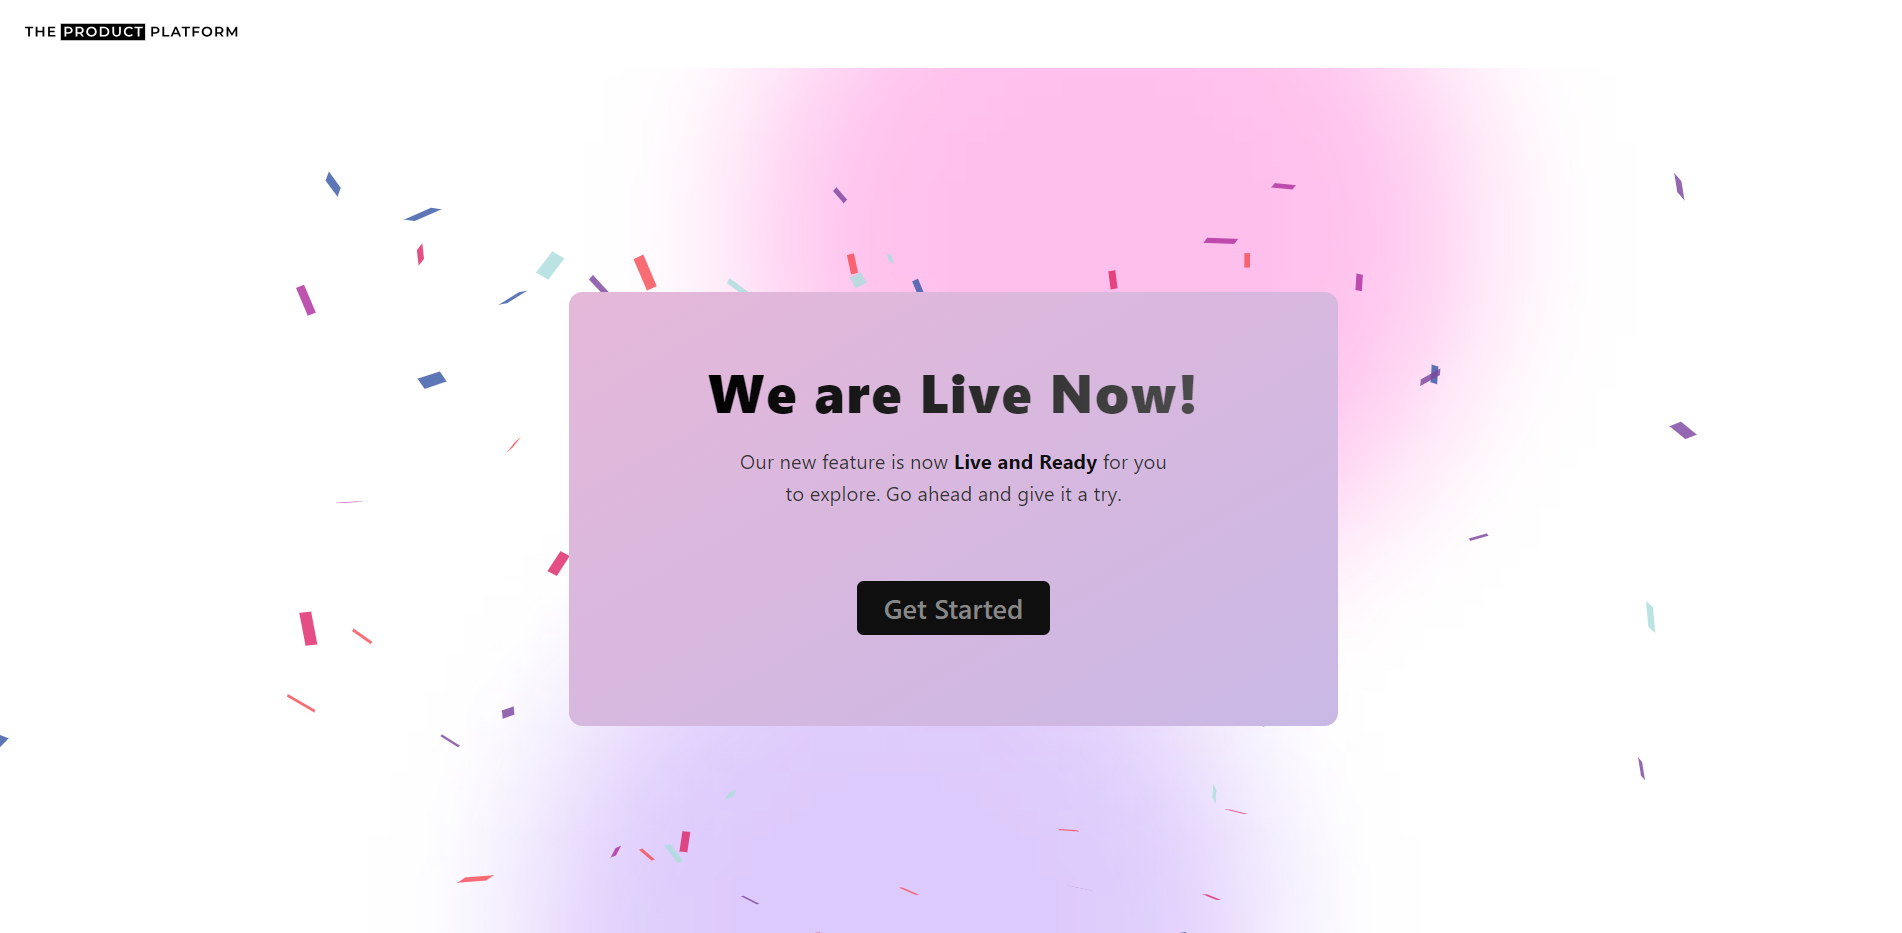 THE PRODUCT PLATFORM
We are Live Now!
Our new feature is now Live and Ready for you
to explore. Go ahead and give it a try.
Get Started